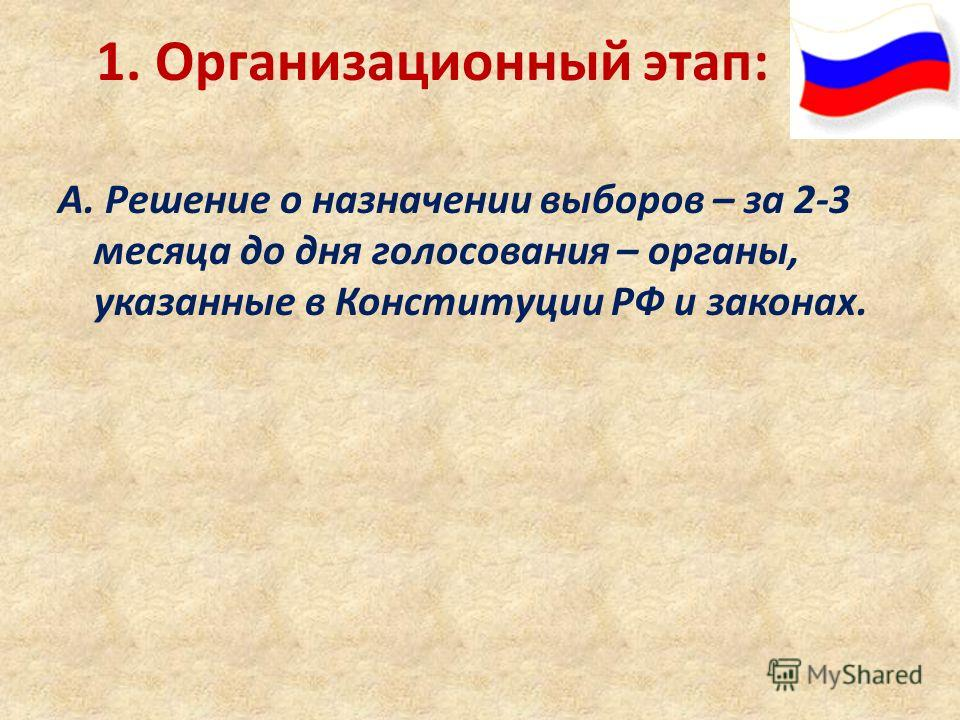 1. Организационный этап:
А. Решение о назначении выборов – за 2-3
месяца до дня голосования – органы,
указанные в Конституции РФ и законах.
MyShared